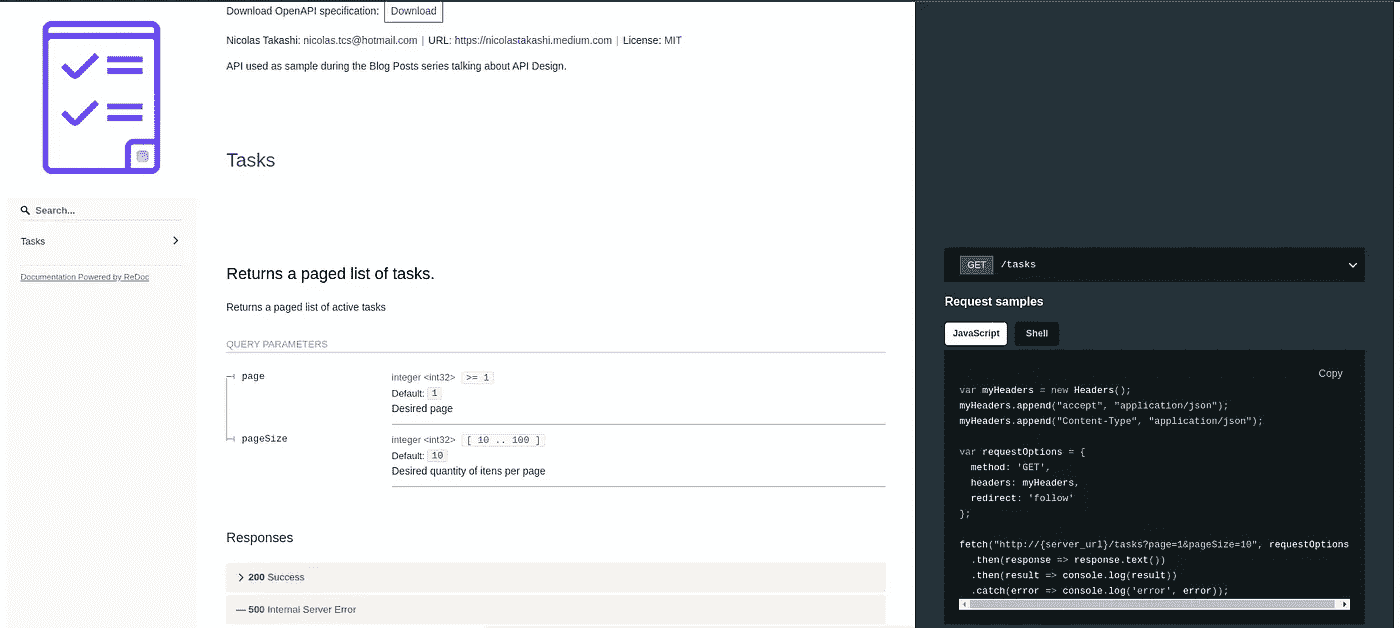 Download OpenAPI specification: Download
Nicolas Takashi: nicolas.tcs@hotmail.com | URL: https://nicolastakashi.medium.com | License: MIT
API used as sample during the Blog Posts series talking about API Design.
Search...
Tasks
Documentation Powered by ReDoc
Tasks
Returns a paged list of tasks.
Returns a paged list of active tasks
QUERY PARAMETERS
page
integer <int32> >= 1
Default: 1
Desired page
pageSize
integer <int32> [ 10 .. 100 ]
Default: 10
Desired quantity of itens per page
Responses
200 Success
— 500 Internal Server Error
GET /tasks
Request samples
JavaScript Shell
Copy
var myHeaders = new Headers();
myHeaders.append("accept", "application/json");
myHeaders.append("Content-Type", "application/json");
var requestOptions = {
method: 'GET',
headers: myHeaders,
redirect: 'follow'
};
fetch("http://{server_url}/tasks?page=1&pageSize=10", requestOptions
.then(response => response.text())
.then(result => console.log(result))
.catch(error => console.log('error', error));